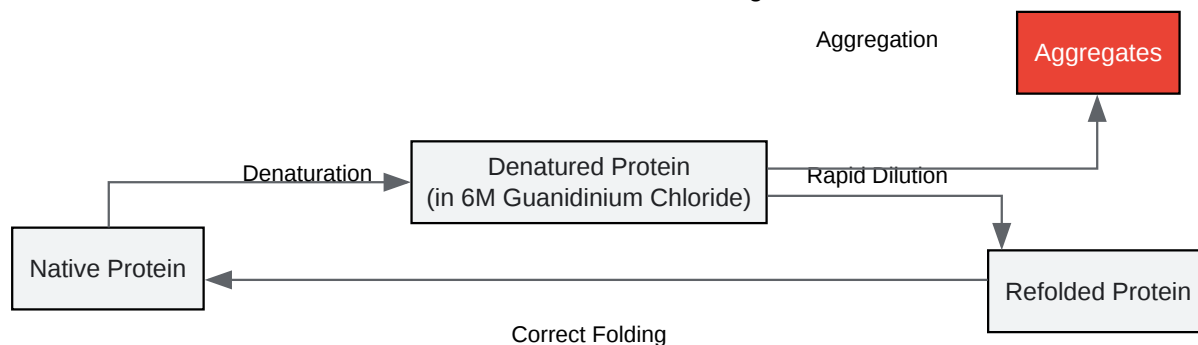 Aggregation
Aggregates
Denaturation
Denatured Protein
(in 6M Guanidinium Chloride)
Rapid Dilution
Native Protein
Refolded Protein
Correct Folding